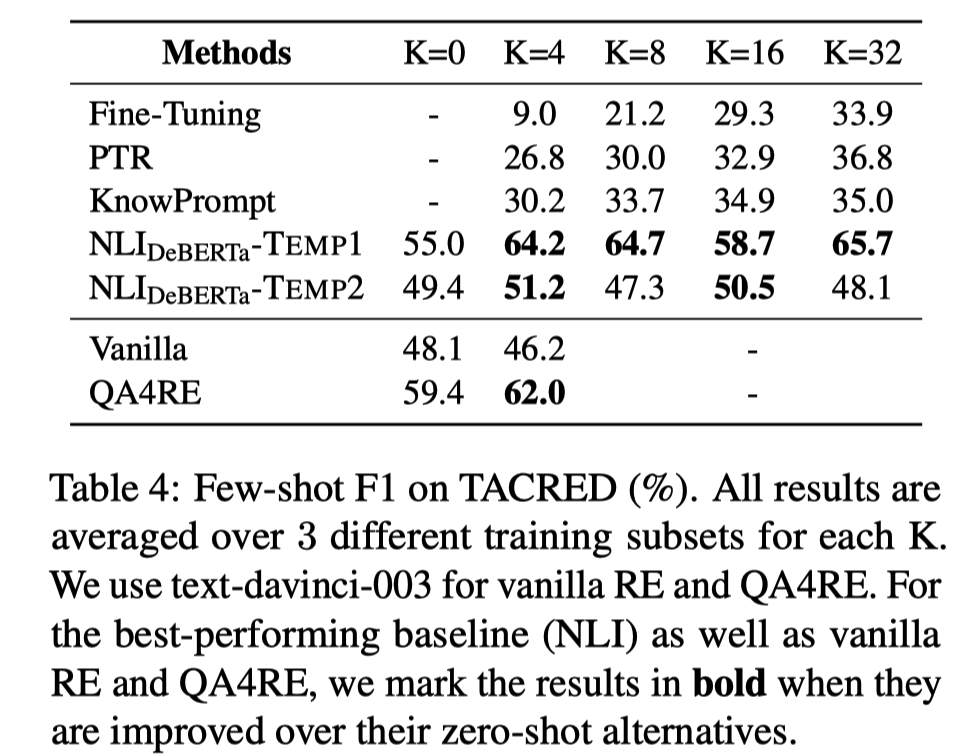 Methods K=0 K=4 K=8 K=16 K=32
Fine-Tuning - 9.0 21.2 29.3 33.9
PTR - 26.8 30.0 32.9 36.8
KnowPrompt - 30.2 33.7 34.9 35.0
NLIDeBERTa-TEMP1 55.0 64.2 64.7 58.7 65.7
NLIDeBERTa-TEMP2 49.4 51.2 47.3 50.5 48.1
Vanilla 48.1 46.2 -
QA4RE 59.4 62.0 -
Table 4: Few-shot F1 on TACRED (%). All results are
averaged over 3 different training subsets for each K.
We use text-davinci-003 for vanilla RE and QA4RE. For
the best-performing baseline (NLI) as well as vanilla
RE and QA4RE, we mark the results in bold when they
are improved over their zero-shot alternatives.